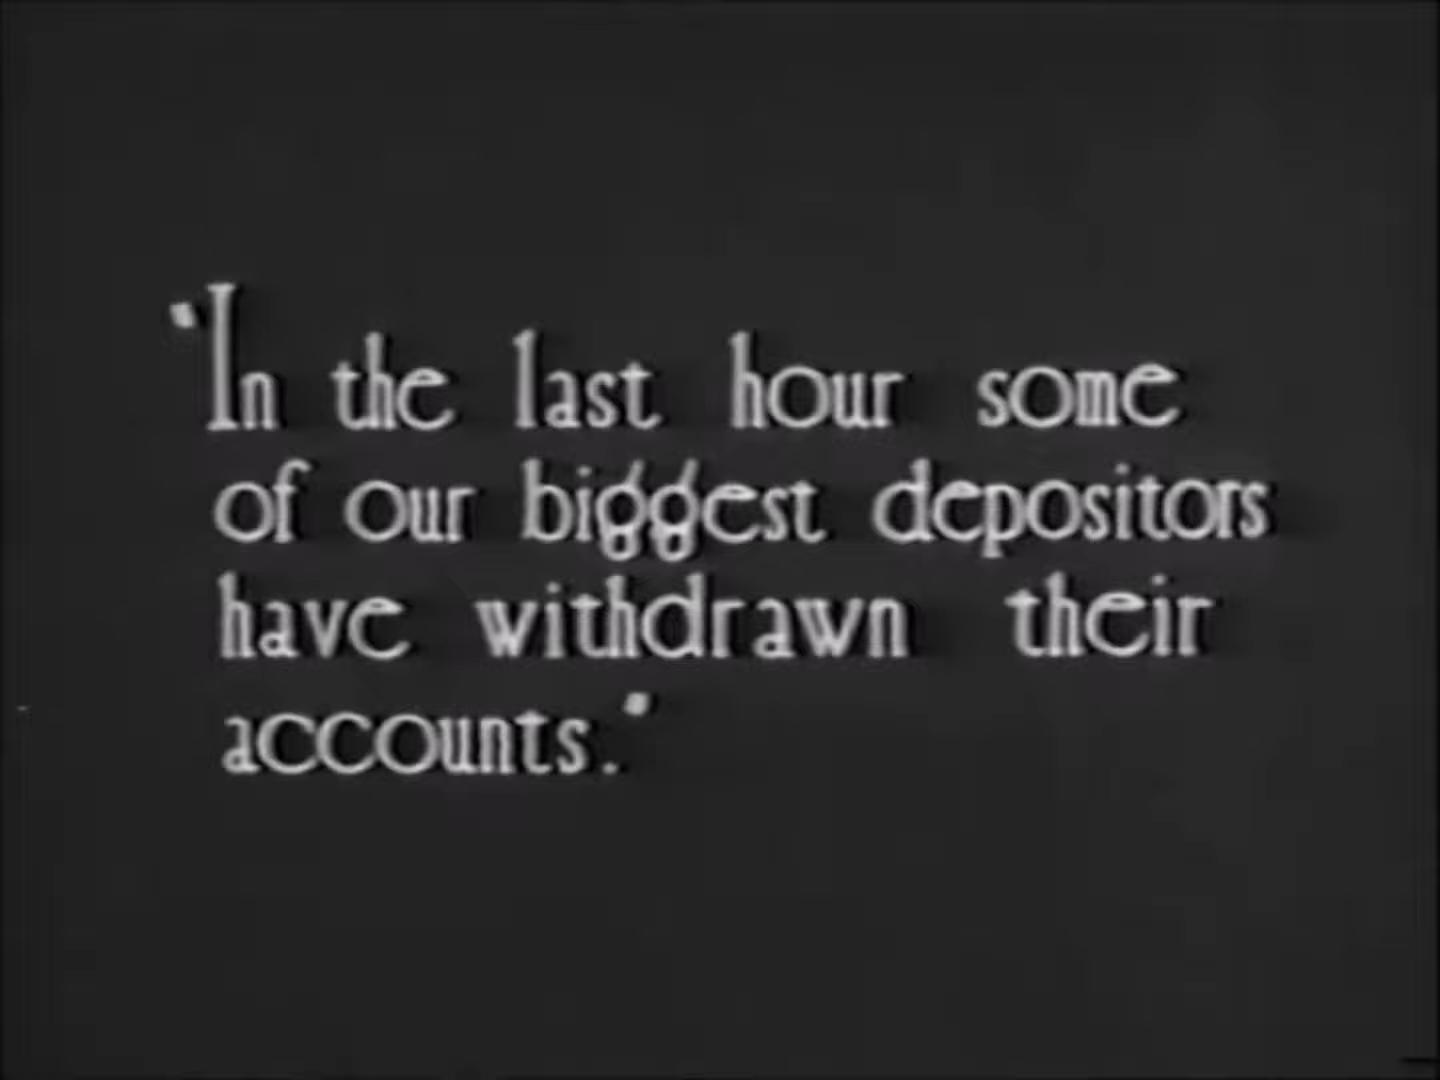 "In the last hour some
of our biggest depositors
have withdrawn their
accounts."